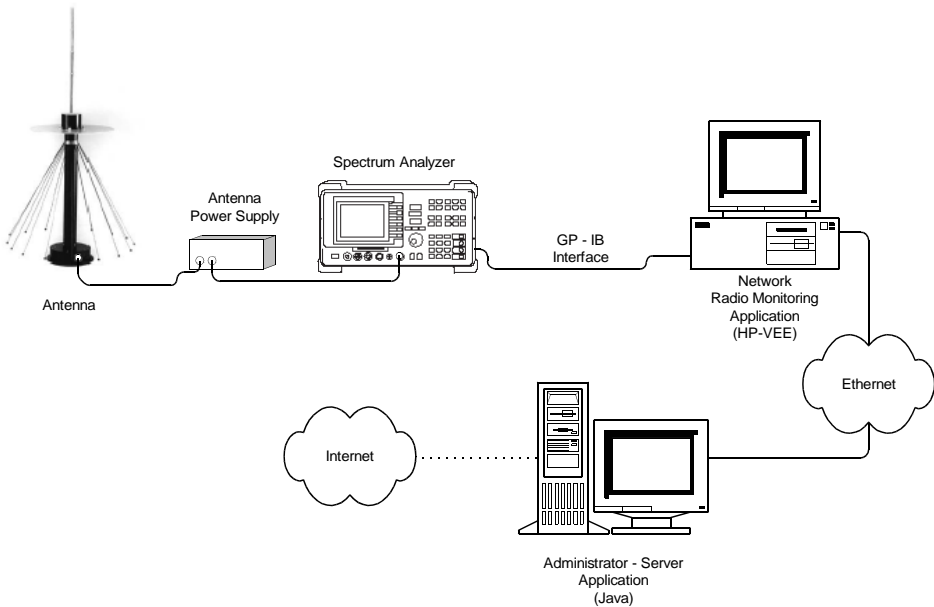 Spectrum Analyzer
Antenna
Power Supply
GP - IB
Interface
Antenna
Network
Radio Monitoring
Application
(HP-VEE)
Ethernet
Internet
Administrator - Server
Application
(Java)